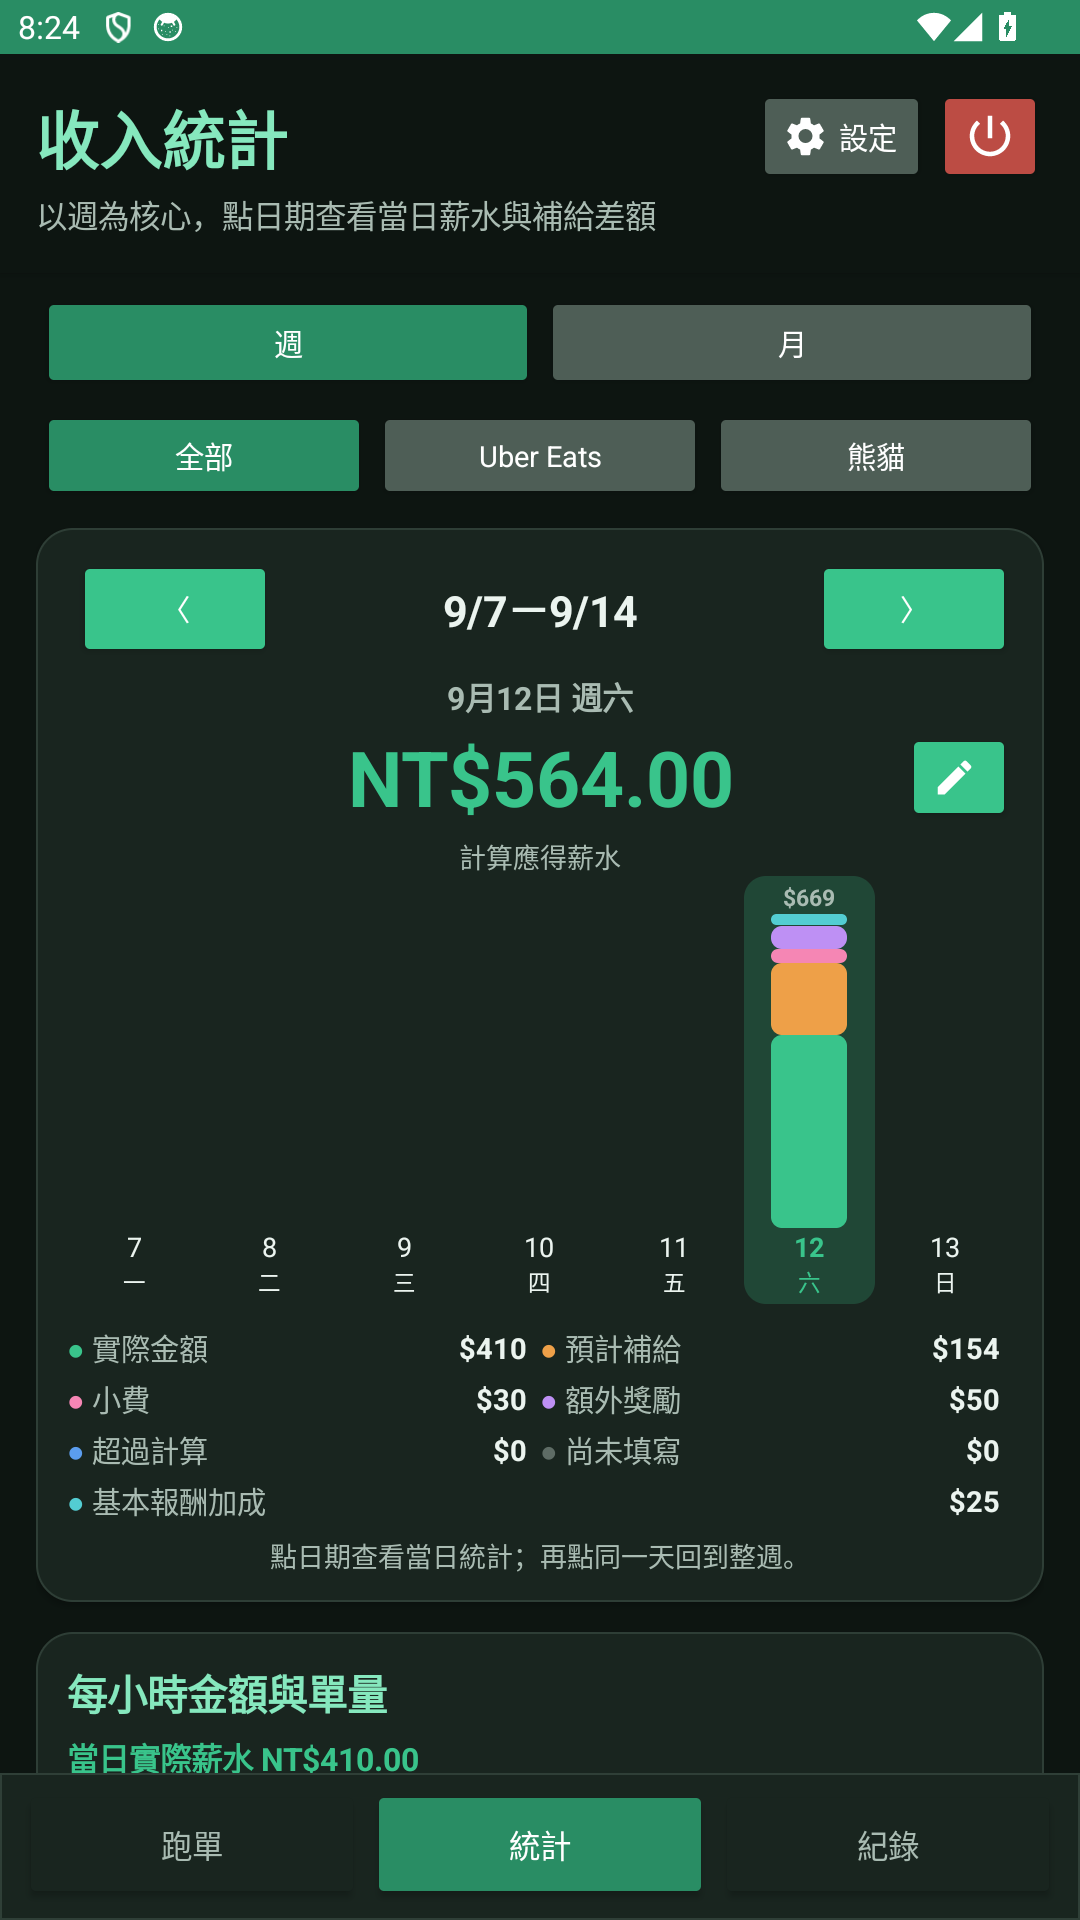 8:24
收入統計
設定
以週為核心，點日期查看當日薪水與補給差額
週
月
全部
Uber Eats
熊貓
〈
9/7－9/14
〉
9月12日 週六
NT$564.00
計算應得薪水
$669
7
8
9
10
11
12
13
一
二
三
四
五
六
日
實際金額 $410
預計補給 $154
小費 $30
額外獎勵 $50
超過計算 $0
尚未填寫 $0
基本報酬加成 $25
點日期查看當日統計；再點同一天回到整週。
每小時金額與單量
當日實際薪水 NT$410.00
跑單
統計
紀錄